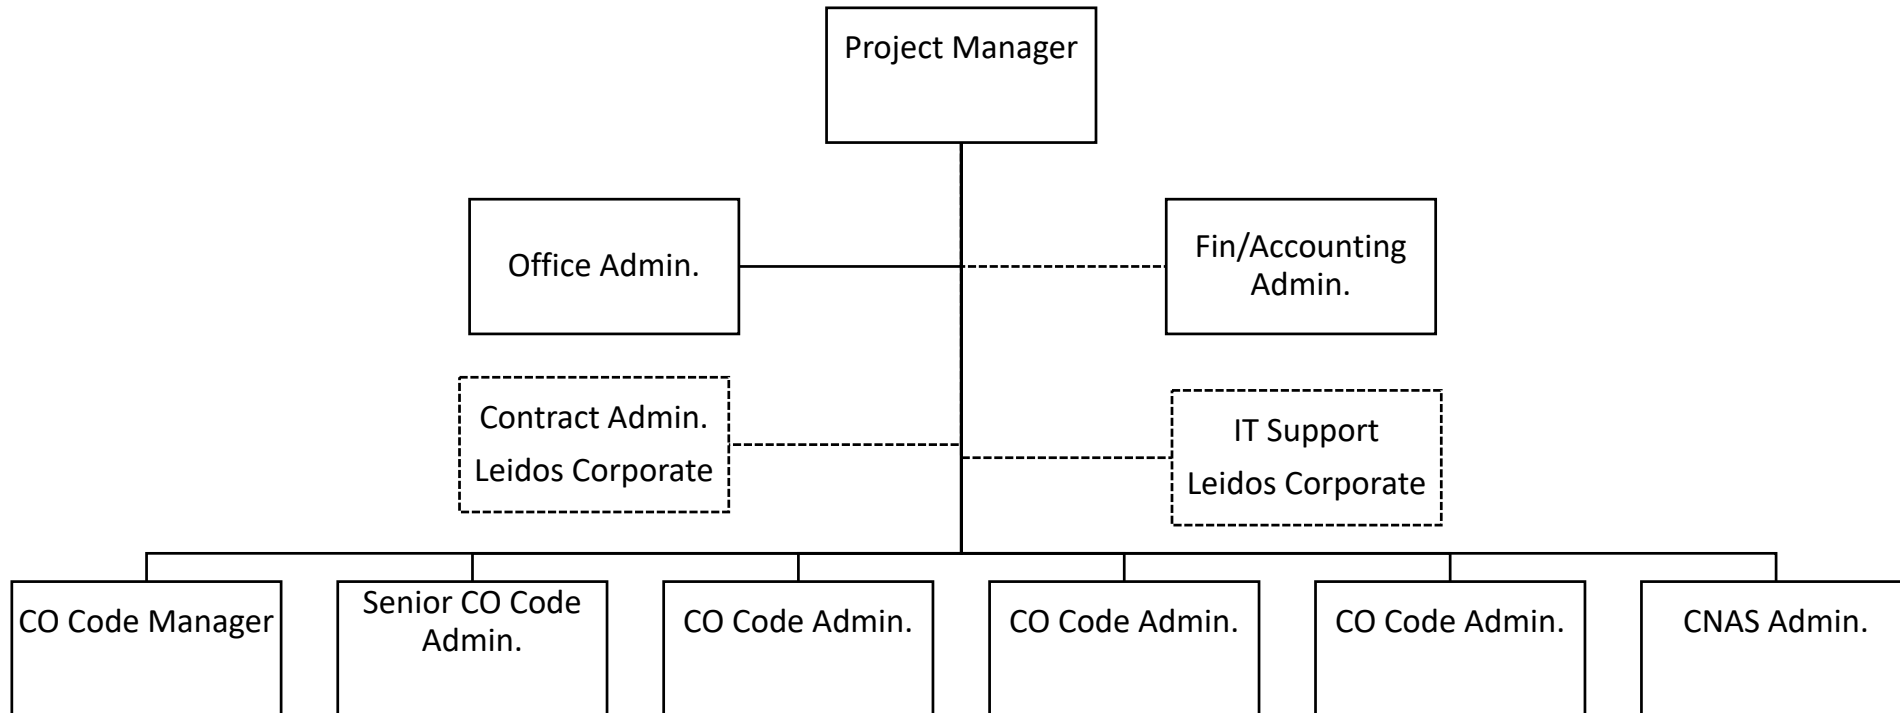 Project Manager
Office Admin.
Fin/Accounting
Admin.
Contract Admin.
Leidos Corporate
IT Support
Leidos Corporate
CO Code Manager
Senior CO Code
Admin.
CO Code Admin.
CO Code Admin.
CO Code Admin.
CNAS Admin.